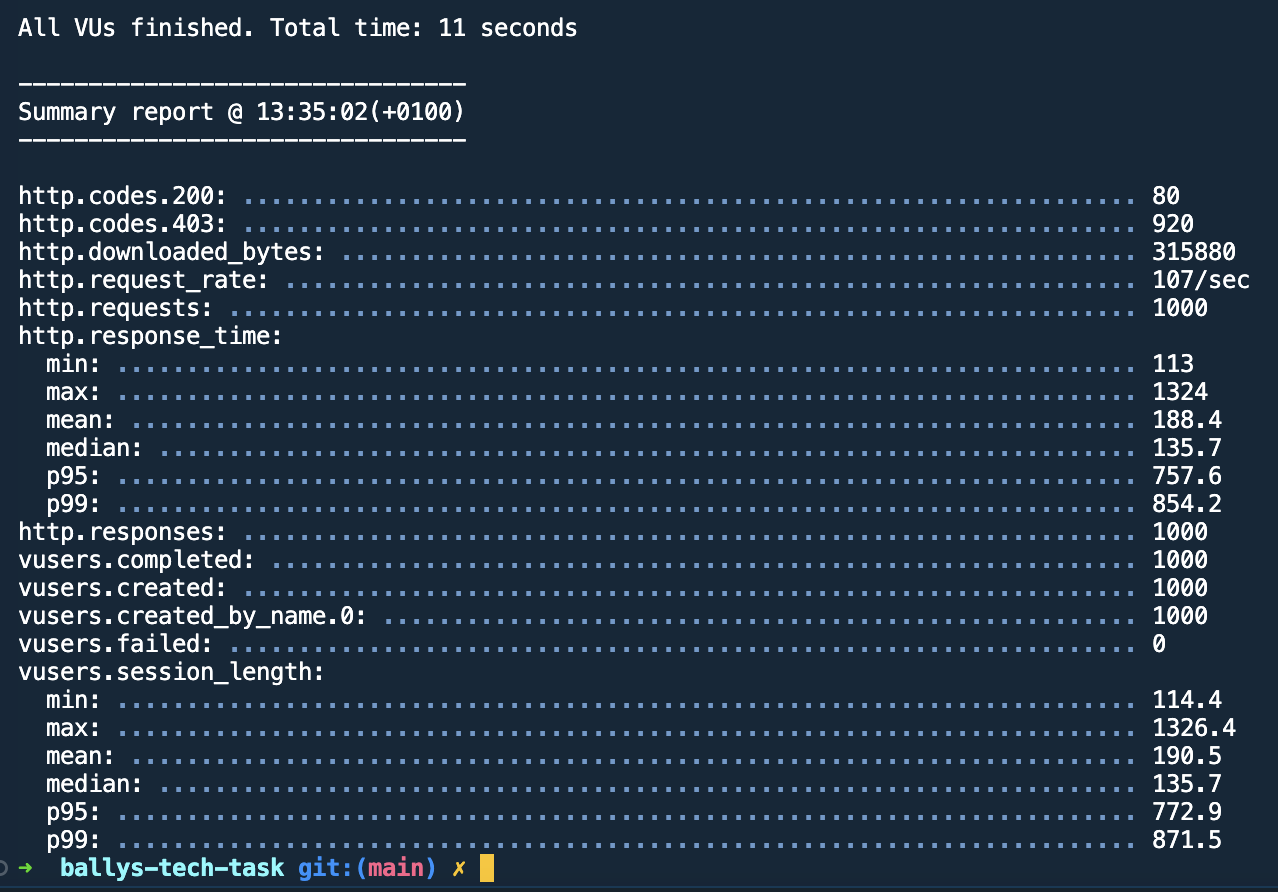 All VUs finished. Total time: 11 seconds
--------------------------------
Summary report @ 13:35:02(+0100)
--------------------------------
http.codes.200: ................................................................ 80
http.codes.403: ................................................................ 920
http.downloaded_bytes: ......................................................... 315880
http.request_rate: ............................................................. 107/sec
http.requests: ................................................................. 1000
http.response_time:
  min: ......................................................................... 113
  max: ......................................................................... 1324
  mean: ........................................................................ 188.4
  median: ...................................................................... 135.7
  p95: ......................................................................... 757.6
  p99: ......................................................................... 854.2
http.responses: ................................................................ 1000
vusers.completed: .............................................................. 1000
vusers.created: ................................................................ 1000
vusers.created_by_name.0: ...................................................... 1000
vusers.failed: ................................................................. 0
vusers.session_length:
  min: ......................................................................... 114.4
  max: ......................................................................... 1326.4
  mean: ........................................................................ 190.5
  median: ...................................................................... 135.7
  p95: ......................................................................... 772.9
  p99: ......................................................................... 871.5
➜  ballys-tech-task git:(main) ✗